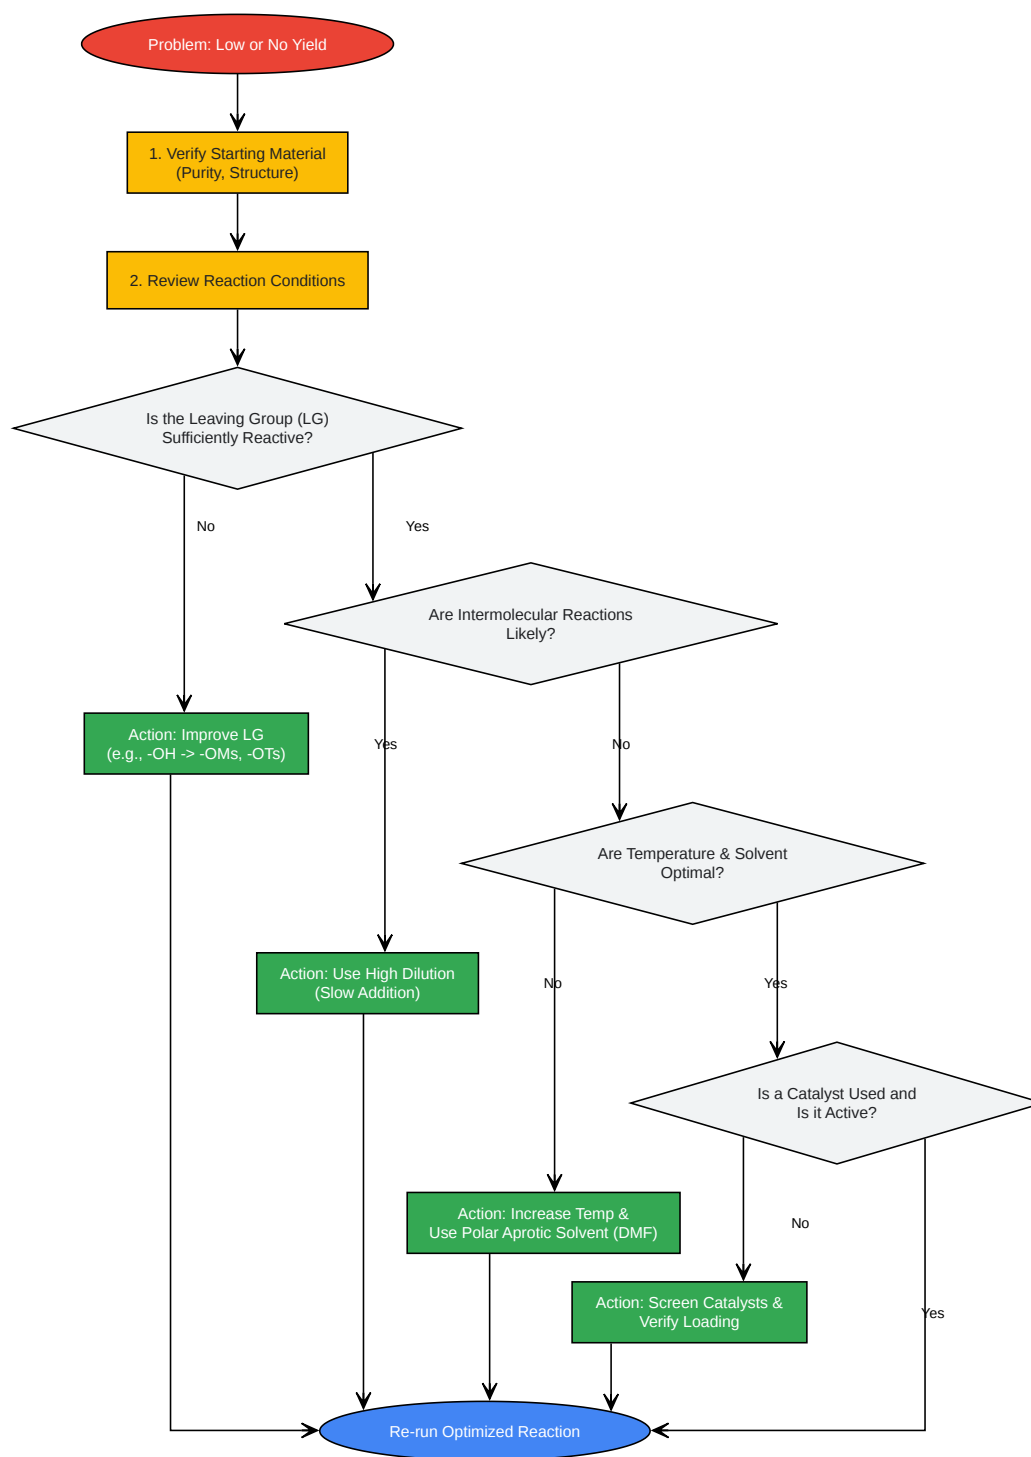 Problem: Low or No Yield
1. Verify Starting Material
(Purity, Structure)
2. Review Reaction Conditions
Is the Leaving Group (LG)
Sufficiently Reactive?
No
Yes
Are Intermolecular Reactions
Likely?
Action: Improve LG
(e.g., -OH -> -OMs, -OTs)
Yes
No
Are Temperature & Solvent
Optimal?
Action: Use High Dilution
(Slow Addition)
No
Yes
Is a Catalyst Used and
Is it Active?
Action: Increase Temp &
Use Polar Aprotic Solvent (DMF)
No
Action: Screen Catalysts &
Verify Loading
Yes
Re-run Optimized Reaction